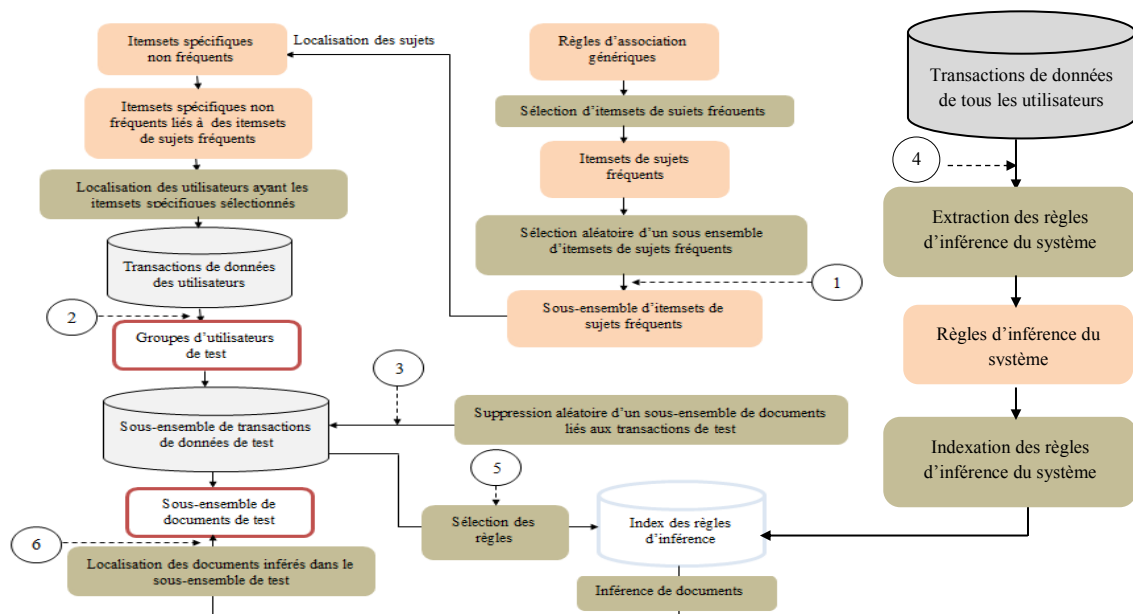 Itemsets spécifiques
non fréquents
Localisation des sujets
Règles d'association
génériques
Transactions de données
de tous les utilisateurs
Itemsets spécifiques non
fréquents liés à des itemsets
de sujets fréquents
Sélection d'itemsets de sujets fréquents
Itemsets de sujets
fréquents
4
Localisation des utilisateurs ayant les
itemsets spécifiques sélectionnés
Sélection aléatoire d'un sous ensemble
d'itemsets de sujets fréquents
Extraction des règles
d'inférence du système
Transactions de données
des utilisateurs
1
2
Sous-ensemble d'itemsets de
sujets fréquents
Groupes d'utilisateurs
de test
Règles d'inférence du
système
3
Sous-ensemble de transactions
de données de test
Suppression aléatoire d'un sous-ensemble de documents
liés aux transactions de test
Indexation des règles
d'inférence du système
5
Sous-ensemble de
documents de test
Sélection des
règles
Index des règles
d'inférence
6
Localisation des documents inférés dans le
sous-ensemble de test
Inférence de documents